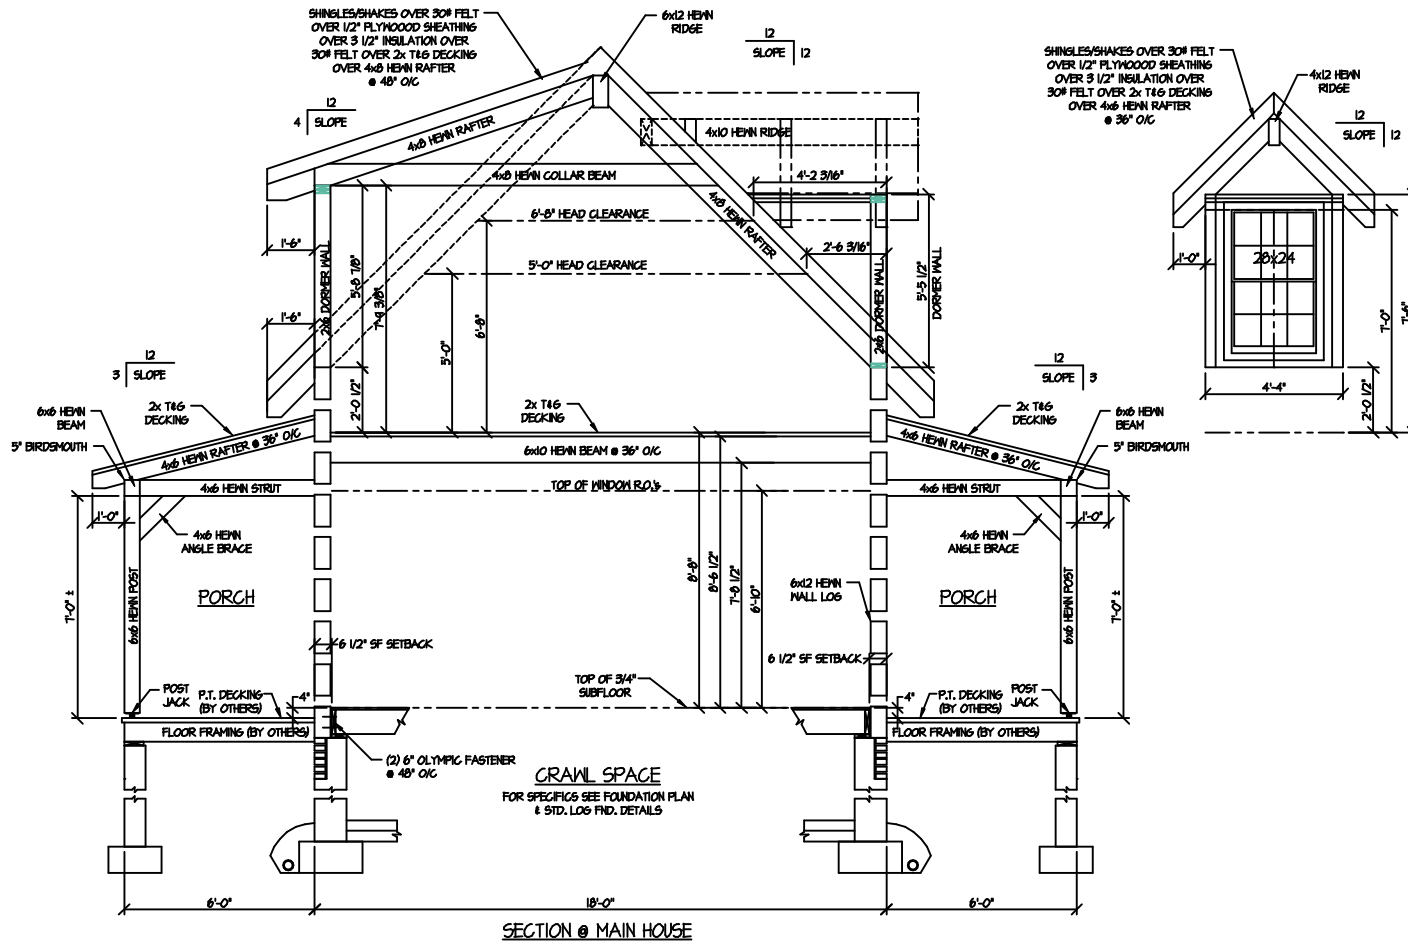 SHINGLES/SHAKES OVER 30# FELT
OVER 1/2" PLYWOOOD SHEATHING
OVER 3 1/2" INSULATION OVER
30# FELT OVER 2x T&G DECKING
OVER 4x8 HEWN RAFTER
@ 48" O/C
6x12 HEWN
RIDGE
12
SLOPE 12
SHINGLES/SHAKES OVER 30# FELT
OVER 1/2" PLYWOOOD SHEATHING
OVER 3 1/2" INSULATION OVER
30# FELT OVER 2x T&G DECKING
OVER 4x6 HEWN RAFTER
@ 36" O/C
4x12 HEWN
RIDGE
12
SLOPE 12
12
4 SLOPE
4x8 HEWN RAFTER
4x10 HEWN RIDGE
4x8 HEWN COLLAR BEAM
4'-2 3/16"
4x8 HEWN RAFTER
6'-8" HEAD CLEARANCE
5'-0" HEAD CLEARANCE
2'-6 3/16"
1'-6"
1'-6"
2x6 DORMER WALL
5'-8 7/8"
7'-9 3/8"
2'-0 1/2"
5'-0"
6'-8"
2x6 DORMER WALL
5'-5 1/2"
DORMER WALL
1'-0"
28x24
4'-4"
2'-0 1/2"
7'-0"
7'-6"
12
3 SLOPE
12
SLOPE 3
6x6 HEWN
BEAM
5" BIRDSMOUTH
2x T&G
DECKING
4x6 HEWN RAFTER @ 36" O/C
2x T&G
DECKING
6x10 HEWN BEAM @ 36" O/C
2x T&G
DECKING
4x6 HEWN RAFTER @ 36" O/C
6x6 HEWN
BEAM
5" BIRDSMOUTH
4x6 HEWN STRUT
TOP OF WINDOW R.O.'s
4x6 HEWN STRUT
1'-0"
1'-0"
4x6 HEWN
ANGLE BRACE
4x6 HEWN
ANGLE BRACE
7'-0" ±
6x6 HEWN POST
PORCH
8'-8"
8'-6 1/2"
7'-8 1/2"
6'-10"
6x12 HEWN
WALL LOG
PORCH
6x6 HEWN POST
7'-0" ±
6 1/2" SF SETBACK
6 1/2" SF SETBACK
POST
JACK
P.T. DECKING
(BY OTHERS)
4"
TOP OF 3/4"
SUBFLOOR
4"
P.T. DECKING
(BY OTHERS)
POST
JACK
FLOOR FRAMING (BY OTHERS)
FLOOR FRAMING (BY OTHERS)
(2) 6" OLYMPIC FASTENER
@ 48" O/C
CRAWL SPACE
FOR SPECIFICS SEE FOUNDATION PLAN
& STD. LOG FND. DETAILS
6'-0"
18'-0"
6'-0"
SECTION @ MAIN HOUSE